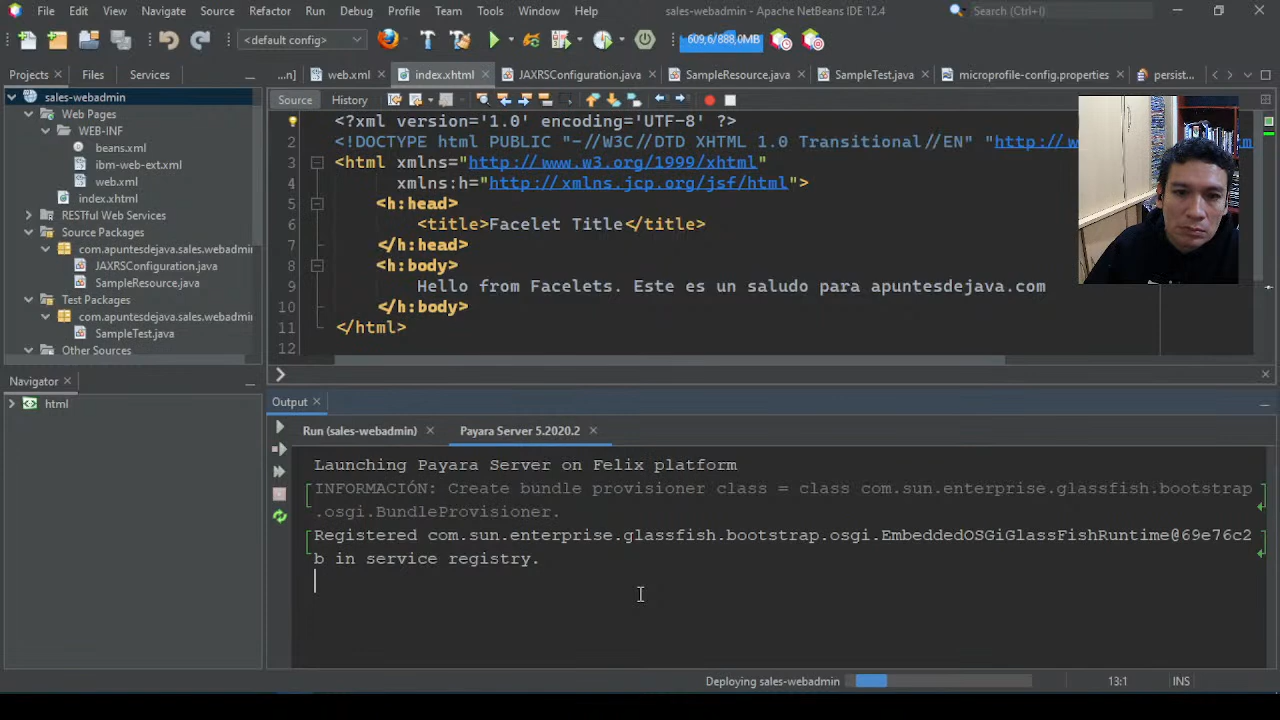 File Edit View Navigate Source Refactor Run Debug Profile Team Tools Window Help sales-webadmin - Apache NetBeans IDE 12.4 Search (Ctrl+I)
<default config> 609,6/888,0MB
Projects Files Services ...n] web.xml index.xhtml JAXRSConfiguration.java SampleResource.java SampleTest.java microprofile-config.properties persist...
sales-webadmin
Web Pages
WEB-INF
beans.xml
ibm-web-ext.xml
web.xml
index.xhtml
RESTful Web Services
Source Packages
com.apuntesdejava.sales.webadmin
JAXRSConfiguration.java
SampleResource.java
Test Packages
com.apuntesdejava.sales.webadmin
SampleTest.java
Other Sources
Source History
<?xml version='1.0' encoding='UTF-8' ?>
2 <!DOCTYPE html PUBLIC "-//W3C//DTD XHTML 1.0 Transitional//EN" "http://w
3 <html xmlns="http://www.w3.org/1999/xhtml"
4 xmlns:h="http://xmlns.jcp.org/jsf/html">
5 <h:head>
6 <title>Facelet Title</title>
7 </h:head>
8 <h:body>
9 Hello from Facelets. Este es un saludo para apuntesdejava.com
10 </h:body>
11 </html>
12
Navigator
html
Output
Run (sales-webadmin) Payara Server 5.2020.2
Launching Payara Server on Felix platform
INFORMACIÓN: Create bundle provisioner class = class com.sun.enterprise.glassfish.bootstrap
.osgi.BundleProvisioner.
Registered com.sun.enterprise.glassfish.bootstrap.osgi.EmbeddedOSGiGlassFishRuntime@69e76c2
b in service registry.
Deploying sales-webadmin 13:1 INS